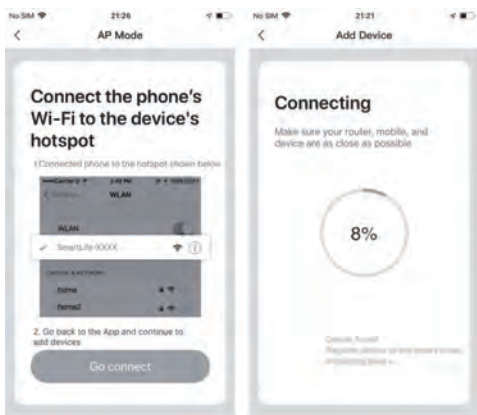 No SIM 21:26
AP Mode
Connect the phone's
Wi-Fi to the device's
hotspot
1.Connected phone to the hotspot shown below
WLAN
WLAN
SmartLife-XXXX
CHOOSE A NETWORK
home
home2
2. Go back to the App and continue to
add devices
Go connect
No SIM 21:21
Add Device
Connecting
Make sure your router, mobile, and
device are as close as possible
8%